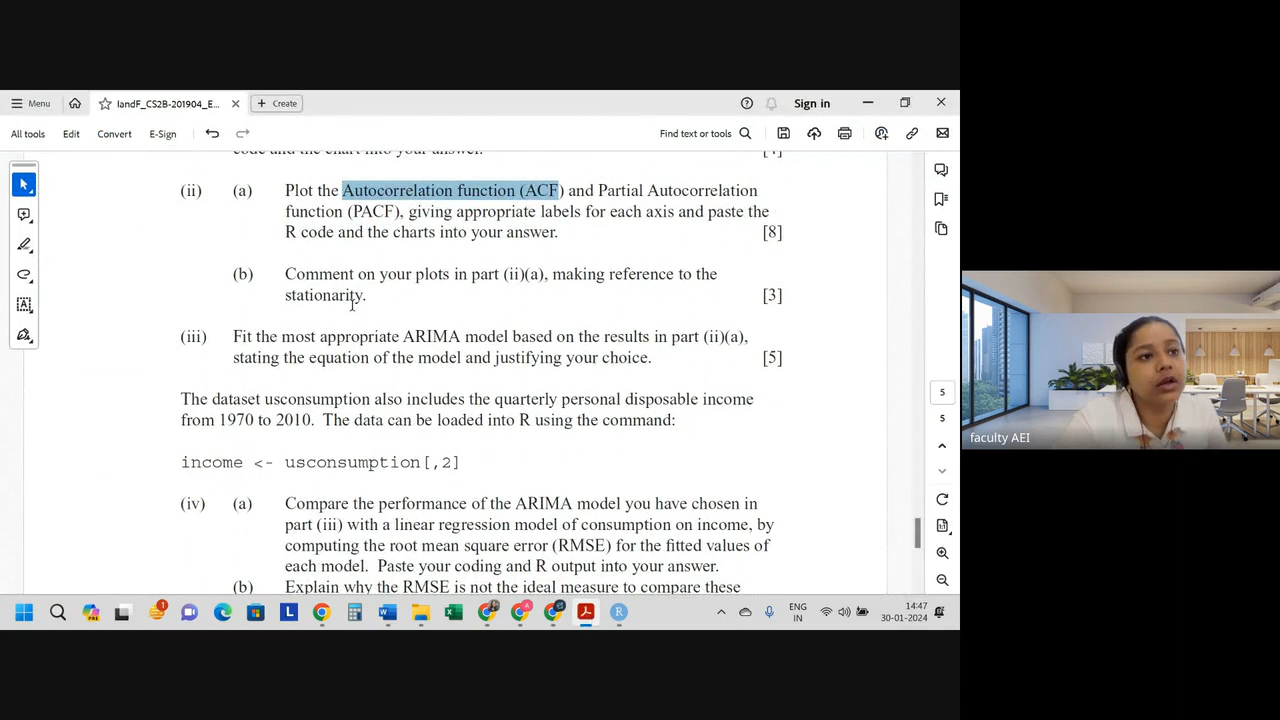 Menu
landF_CS2B-201904_E...
Create
Sign in
All tools Edit Convert E-Sign
Find text or tools
code and the chart into your answer. [4]
(ii) (a) Plot the Autocorrelation function (ACF) and Partial Autocorrelation
function (PACF), giving appropriate labels for each axis and paste the
R code and the charts into your answer. [8]
(b) Comment on your plots in part (ii)(a), making reference to the
stationarity. [3]
(iii) Fit the most appropriate ARIMA model based on the results in part (ii)(a),
stating the equation of the model and justifying your choice. [5]
The dataset usconsumption also includes the quarterly personal disposable income
from 1970 to 2010. The data can be loaded into R using the command:
income <- usconsumption[,2]
(iv) (a) Compare the performance of the ARIMA model you have chosen in
part (iii) with a linear regression model of consumption on income, by
computing the root mean square error (RMSE) for the fitted values of
each model. Paste your coding and R output into your answer.
(b) Explain why the RMSE is not the ideal measure to compare these
5
5
faculty AEI
ENG
IN
14:47
30-01-2024